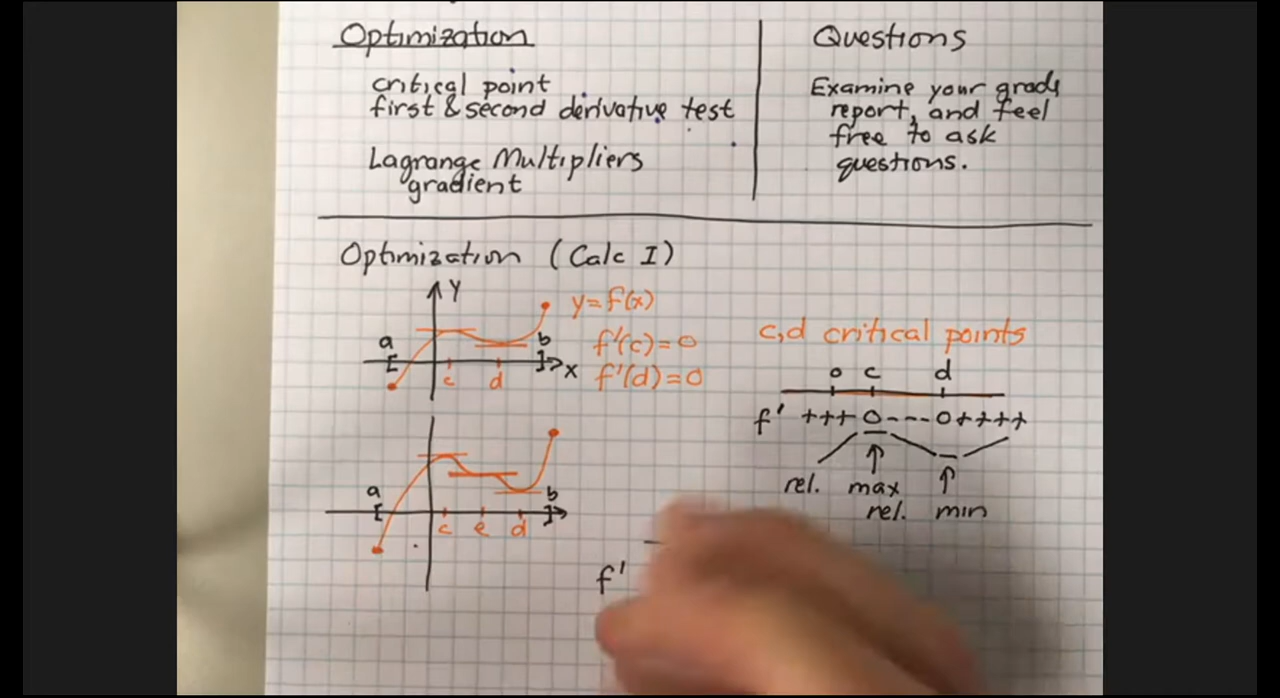 Optimization
critical point
first & second derivative test
Lagrange Multipliers
gradient
Questions
Examine your grade
report, and feel
free to ask
questions.
Optimization (Calc I)
y
y=f(x)
a
b
f'(c)=0
c d x
f'(d)=0
c,d critical points
o c d
f' +++ 0 --- 0 ++++
rel. max
rel. min
a
b
c e d
f'